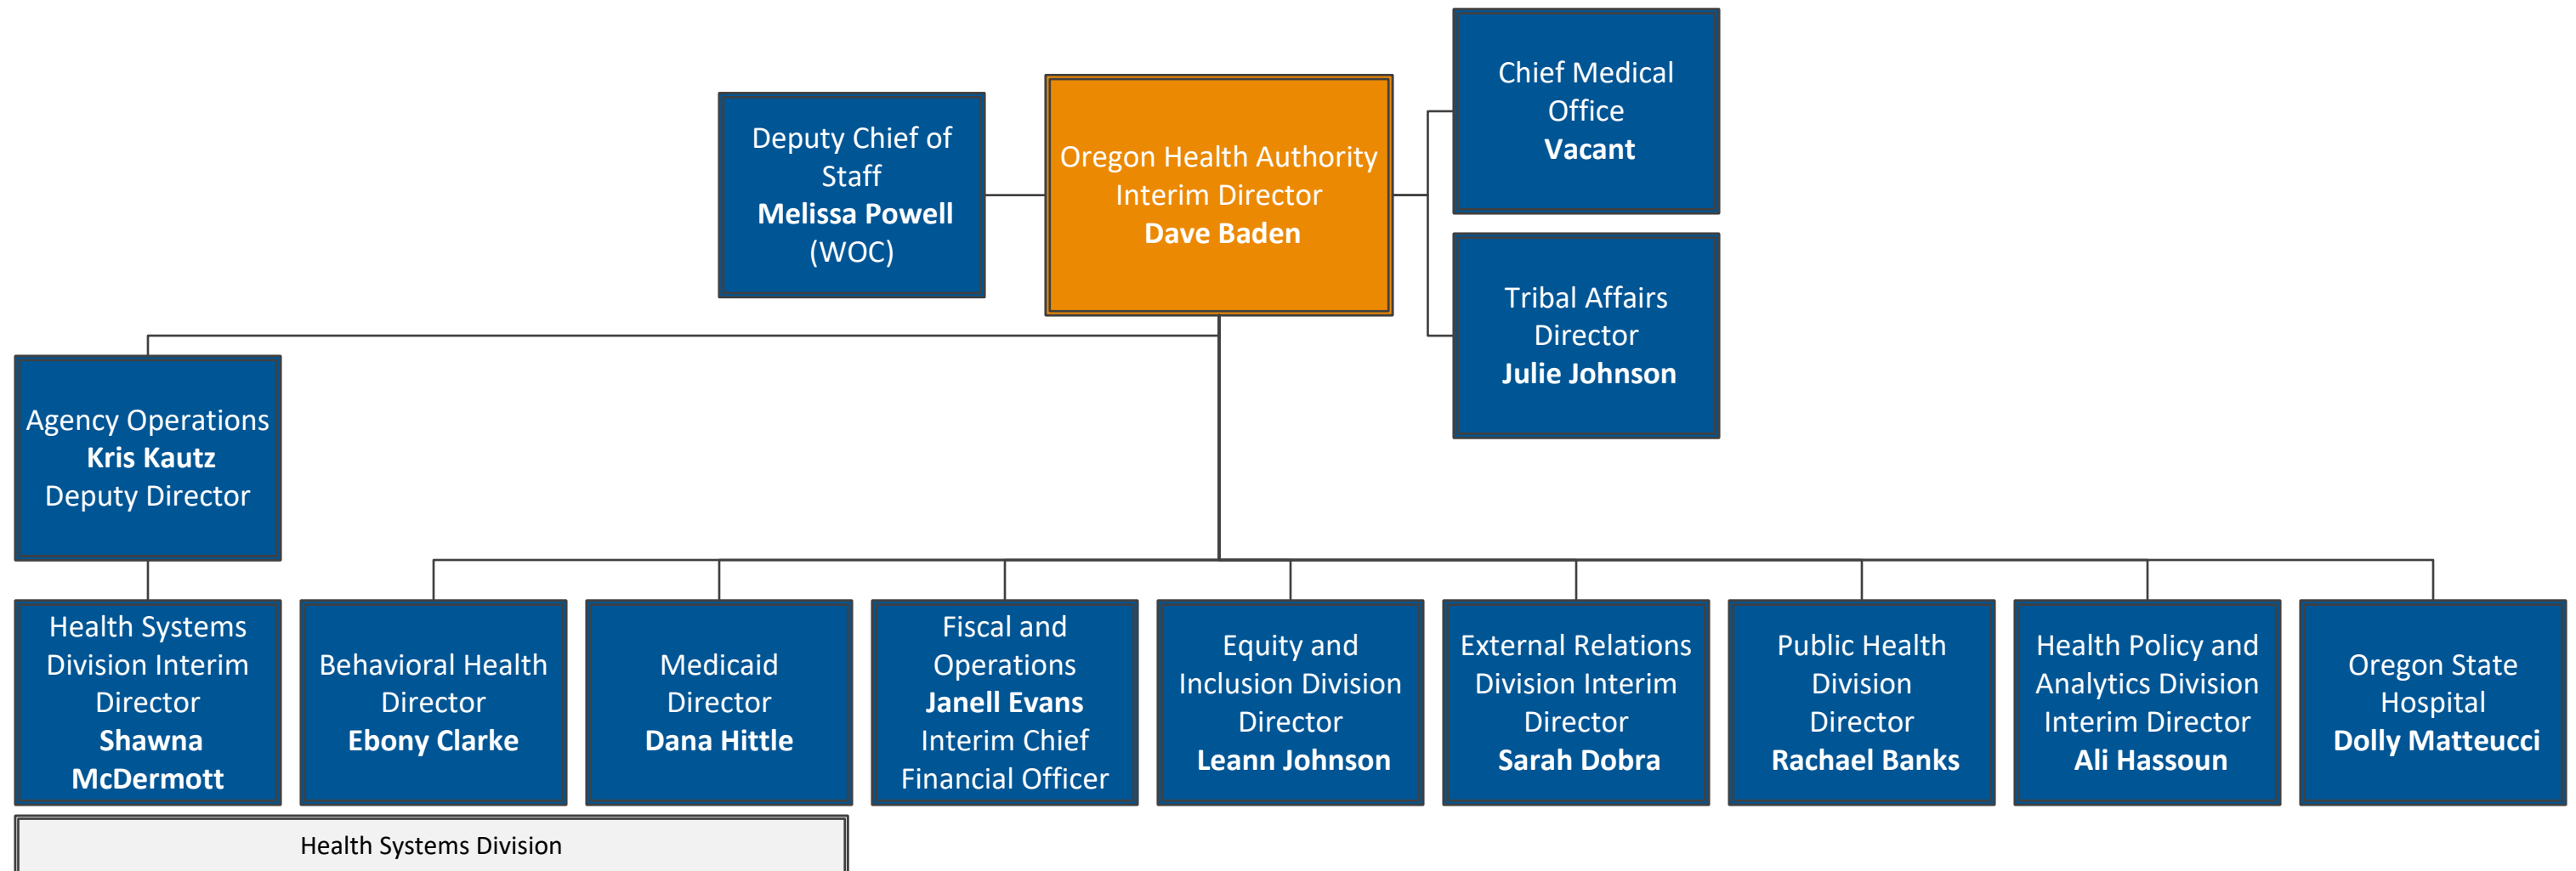 Chief Medical
Office
Vacant
Deputy Chief of
Staff
Melissa Powell
(WOC)
Oregon Health Authority
Interim Director
Dave Baden
Tribal Affairs
Director
Julie Johnson
Agency Operations
Kris Kautz
Deputy Director
Health Systems
Division Interim
Director
Shawna
McDermott
Behavioral Health
Director
Ebony Clarke
Medicaid
Director
Dana Hittle
Fiscal and
Operations
Janell Evans
Interim Chief
Financial Officer
Equity and
Inclusion Division
Director
Leann Johnson
External Relations
Division Interim
Director
Sarah Dobra
Public Health
Division
Director
Rachael Banks
Health Policy and
Analytics Division
Interim Director
Ali Hassoun
Oregon State
Hospital
Dolly Matteucci
Health Systems Division